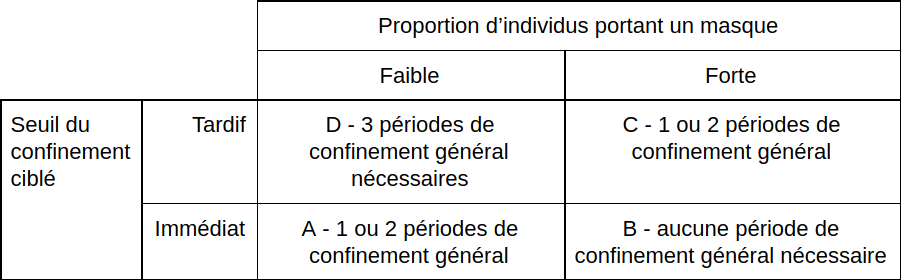 Proportion d’individus portant un masque
Faible
Forte
Seuil du
confinement
ciblé
Tardif
D - 3 périodes de
confinement général
nécessaires
C - 1 ou 2 périodes de
confinement général
Immédiat
A - 1 ou 2 périodes de
confinement général
B - aucune période de
confinement général nécessaire